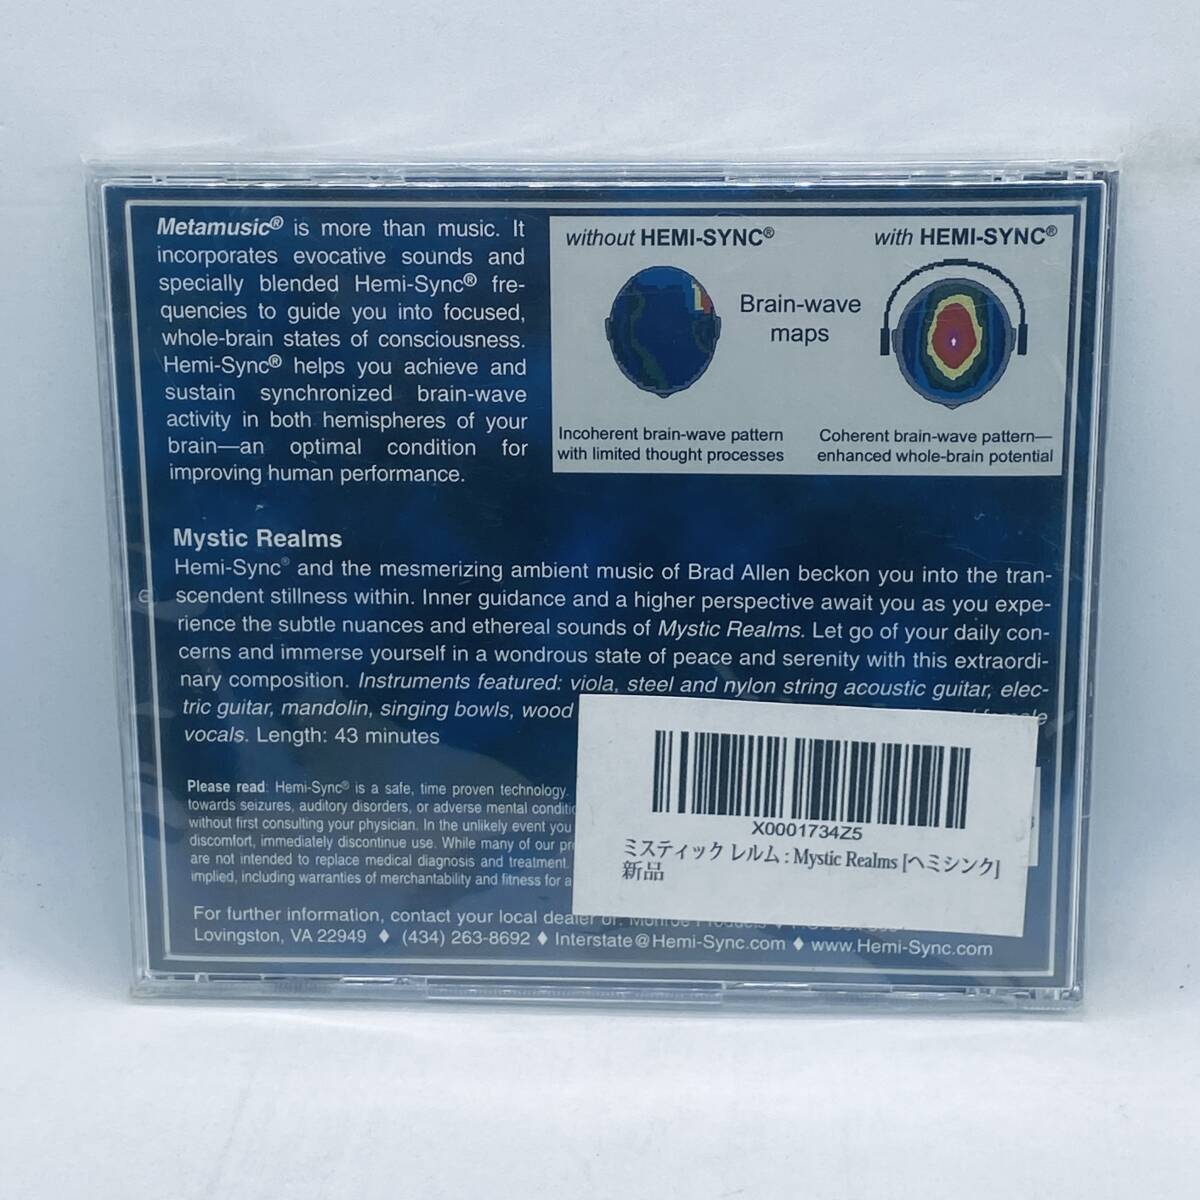 Metamusic® is more than music. It
incorporates evocative sounds and
specially blended Hemi-Sync® fre-
quencies to guide you into focused,
whole-brain states of consciousness.
Hemi-Sync® helps you achieve and
sustain synchronized brain-wave
activity in both hemispheres of your
brain—an optimal condition for
improving human performance.
without HEMI-SYNC®
with HEMI-SYNC®
Brain-wave
maps
Incoherent brain-wave pattern
with limited thought processes
Coherent brain-wave pattern—
enhanced whole-brain potential
Mystic Realms
Hemi-Sync® and the mesmerizing ambient music of Brad Allen beckon you into the tran-
scendent stillness within. Inner guidance and a higher perspective await you as you expe-
rience the subtle nuances and ethereal sounds of Mystic Realms. Let go of your daily con-
cerns and immerse yourself in a wondrous state of peace and serenity with this extraordi-
nary composition. Instruments featured: viola, steel and nylon string acoustic guitar, elec-
tric guitar, mandolin, singing bowls, wood
vocals. Length: 43 minutes
Please read: Hemi-Sync® is a safe, time proven technology.
towards seizures, auditory disorders, or adverse mental
without first consulting your physician. In the unlikely event you
discomfort, immediately discontinue use. While many of our
are not intended to replace medical diagnosis and treatment.
implied, including warranties of merchantability and fitness for a
For further information, contact your local dealer or: Monroe Products
Lovingston, VA 22949 ♦ (434) 263-8692 ♦ Interstate@Hemi-Sync.com ♦ www.Hemi-Sync.com
X0001734Z5
ミスティック レルム : Mystic Realms [ヘミシンク]
新品